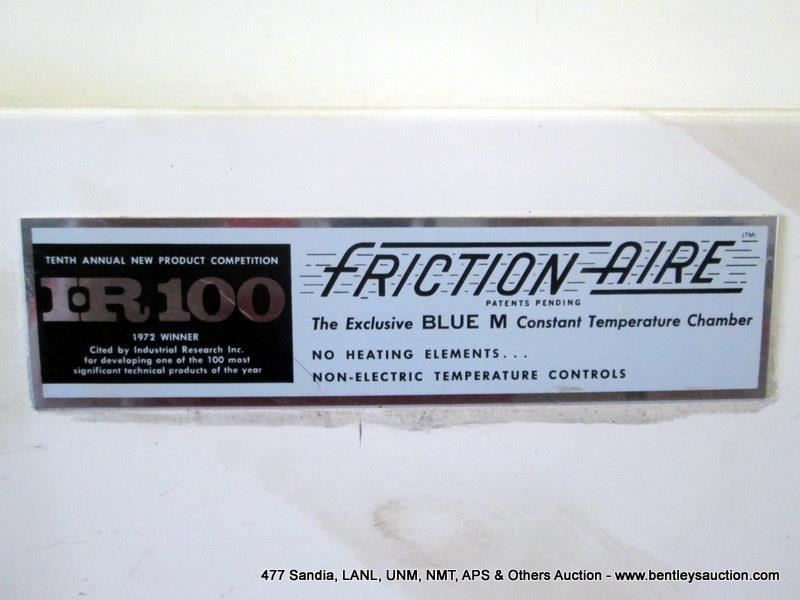 TENTH ANNUAL NEW PRODUCT COMPETITION
I·R 100
1972 WINNER
Cited by Industrial Research Inc.
for developing one of the 100 most
significant technical products of the year
FRICTION-AIRE (TM)
PATENTS PENDING
The Exclusive BLUE M Constant Temperature Chamber
NO HEATING ELEMENTS...
NON-ELECTRIC TEMPERATURE CONTROLS
477 Sandia, LANL, UNM, NMT, APS & Others Auction - www.bentleysauction.com